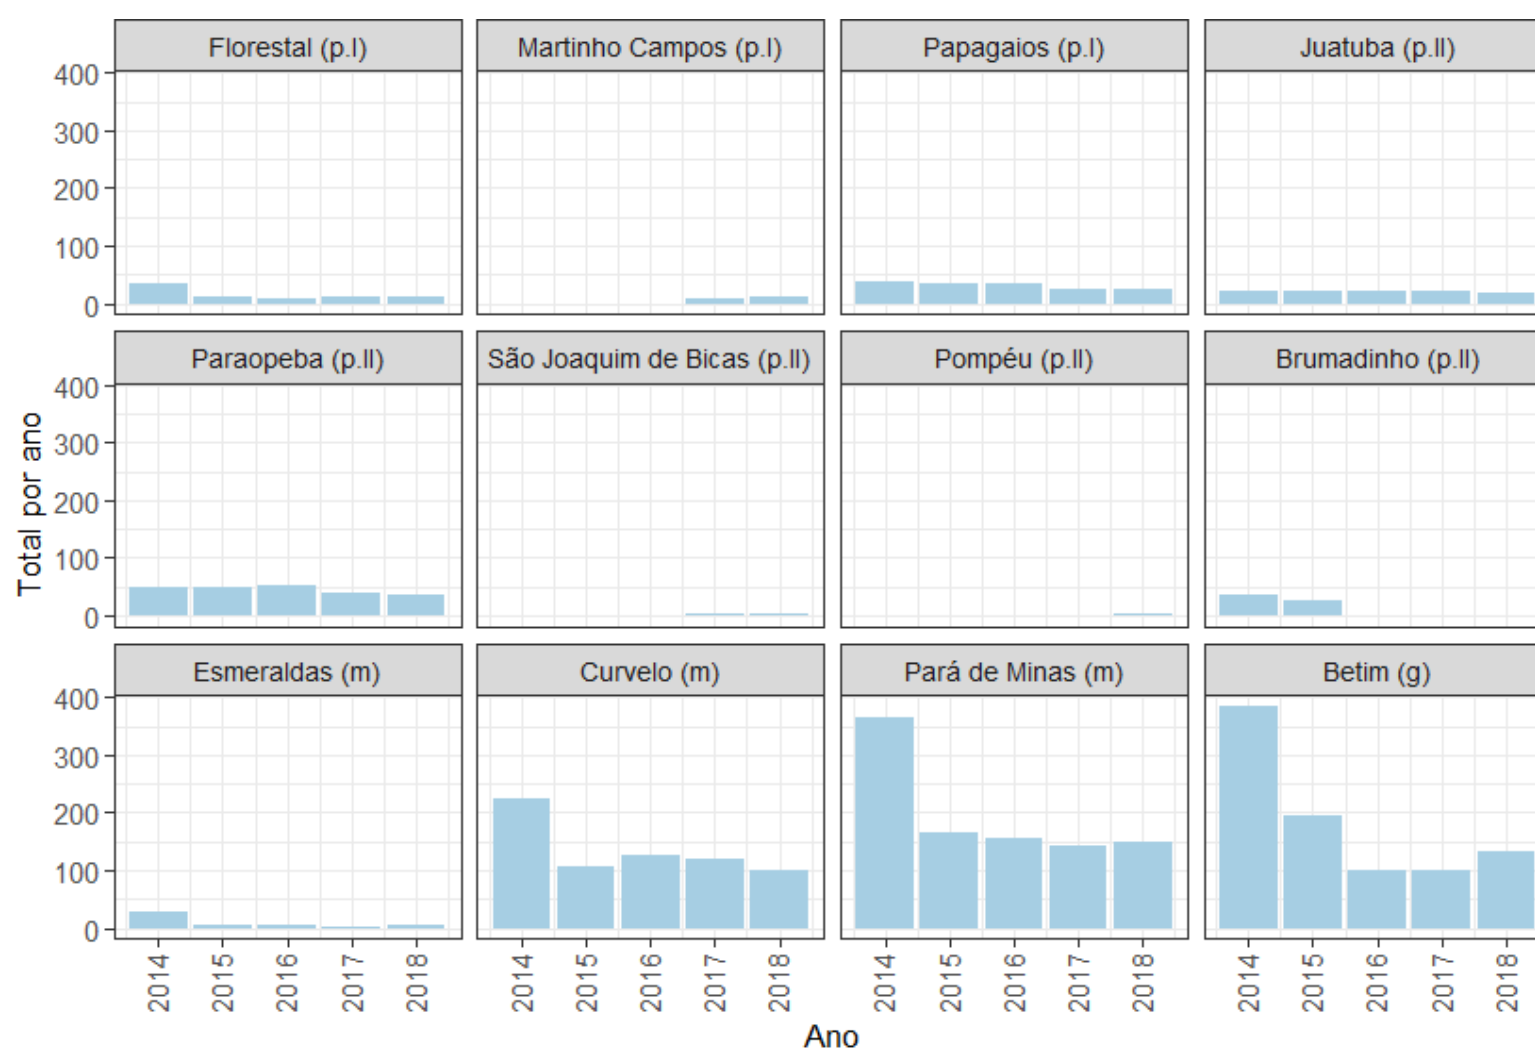 Florestal (p.I)
Martinho Campos (p.I)
Papagaios (p.I)
Juatuba (p.II)
400
300
200
100
0
Paraopeba (p.II)
São Joaquim de Bicas (p.II)
Pompéu (p.II)
Brumadinho (p.II)
400
300
200
100
0
Total por ano
Esmeraldas (m)
Curvelo (m)
Pará de Minas (m)
Betim (g)
400
300
200
100
0
2014 2015 2016 2017 2018
2014 2015 2016 2017 2018
2014 2015 2016 2017 2018
2014 2015 2016 2017 2018
Ano